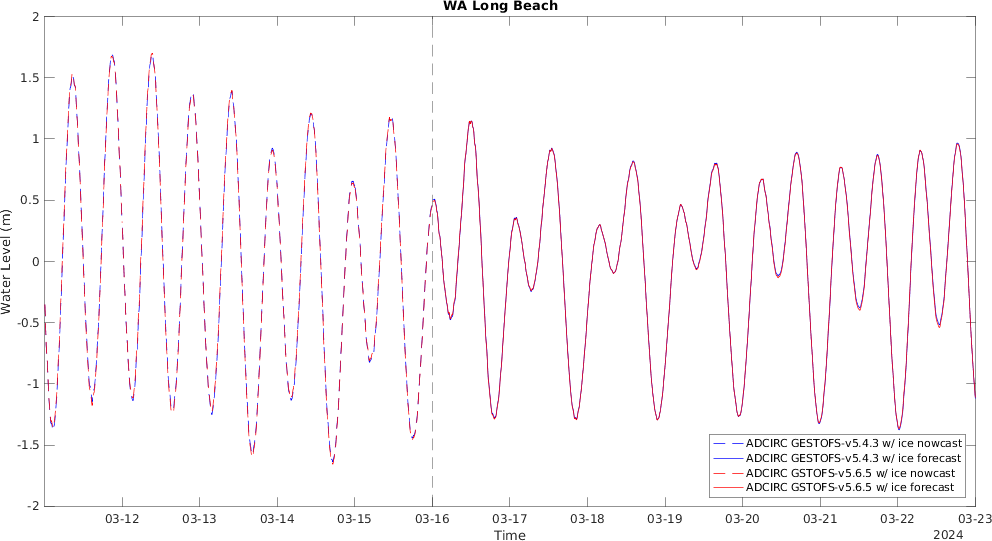 WA Long Beach
2
1.5
1
0.5
0
-0.5
-1
-1.5
-2
Water Level (m)
03-12 03-13 03-14 03-15 03-16 03-17 03-18 03-19 03-20 03-21 03-22 03-23
Time
2024
ADCIRC GESTOFS-v5.4.3 w/ ice nowcast
ADCIRC GESTOFS-v5.4.3 w/ ice forecast
ADCIRC GSTOFS-v5.6.5 w/ ice nowcast
ADCIRC GSTOFS-v5.6.5 w/ ice forecast